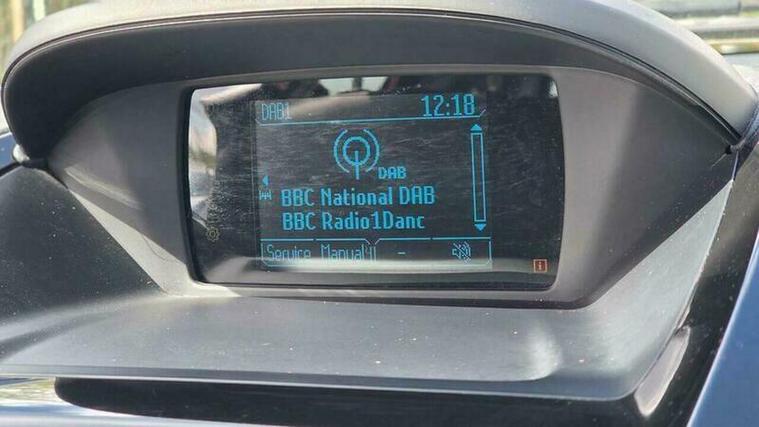 DAB1 12:18
DAB
BBC National DAB
BBC Radio1Danc
Service Manual -